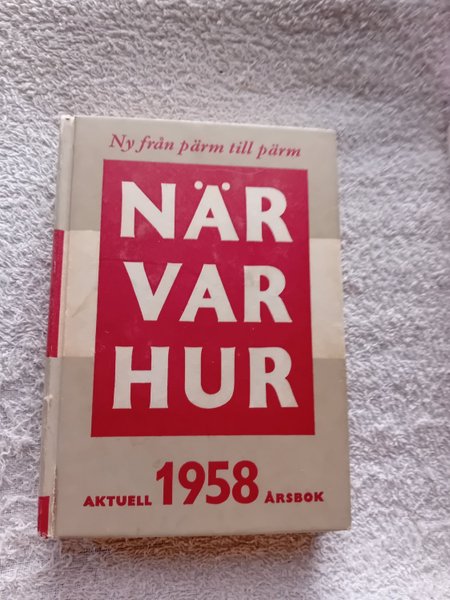 Ny från pärm till pärm
NÄR
VAR
HUR
AKTUELL 1958 ÅRSBOK